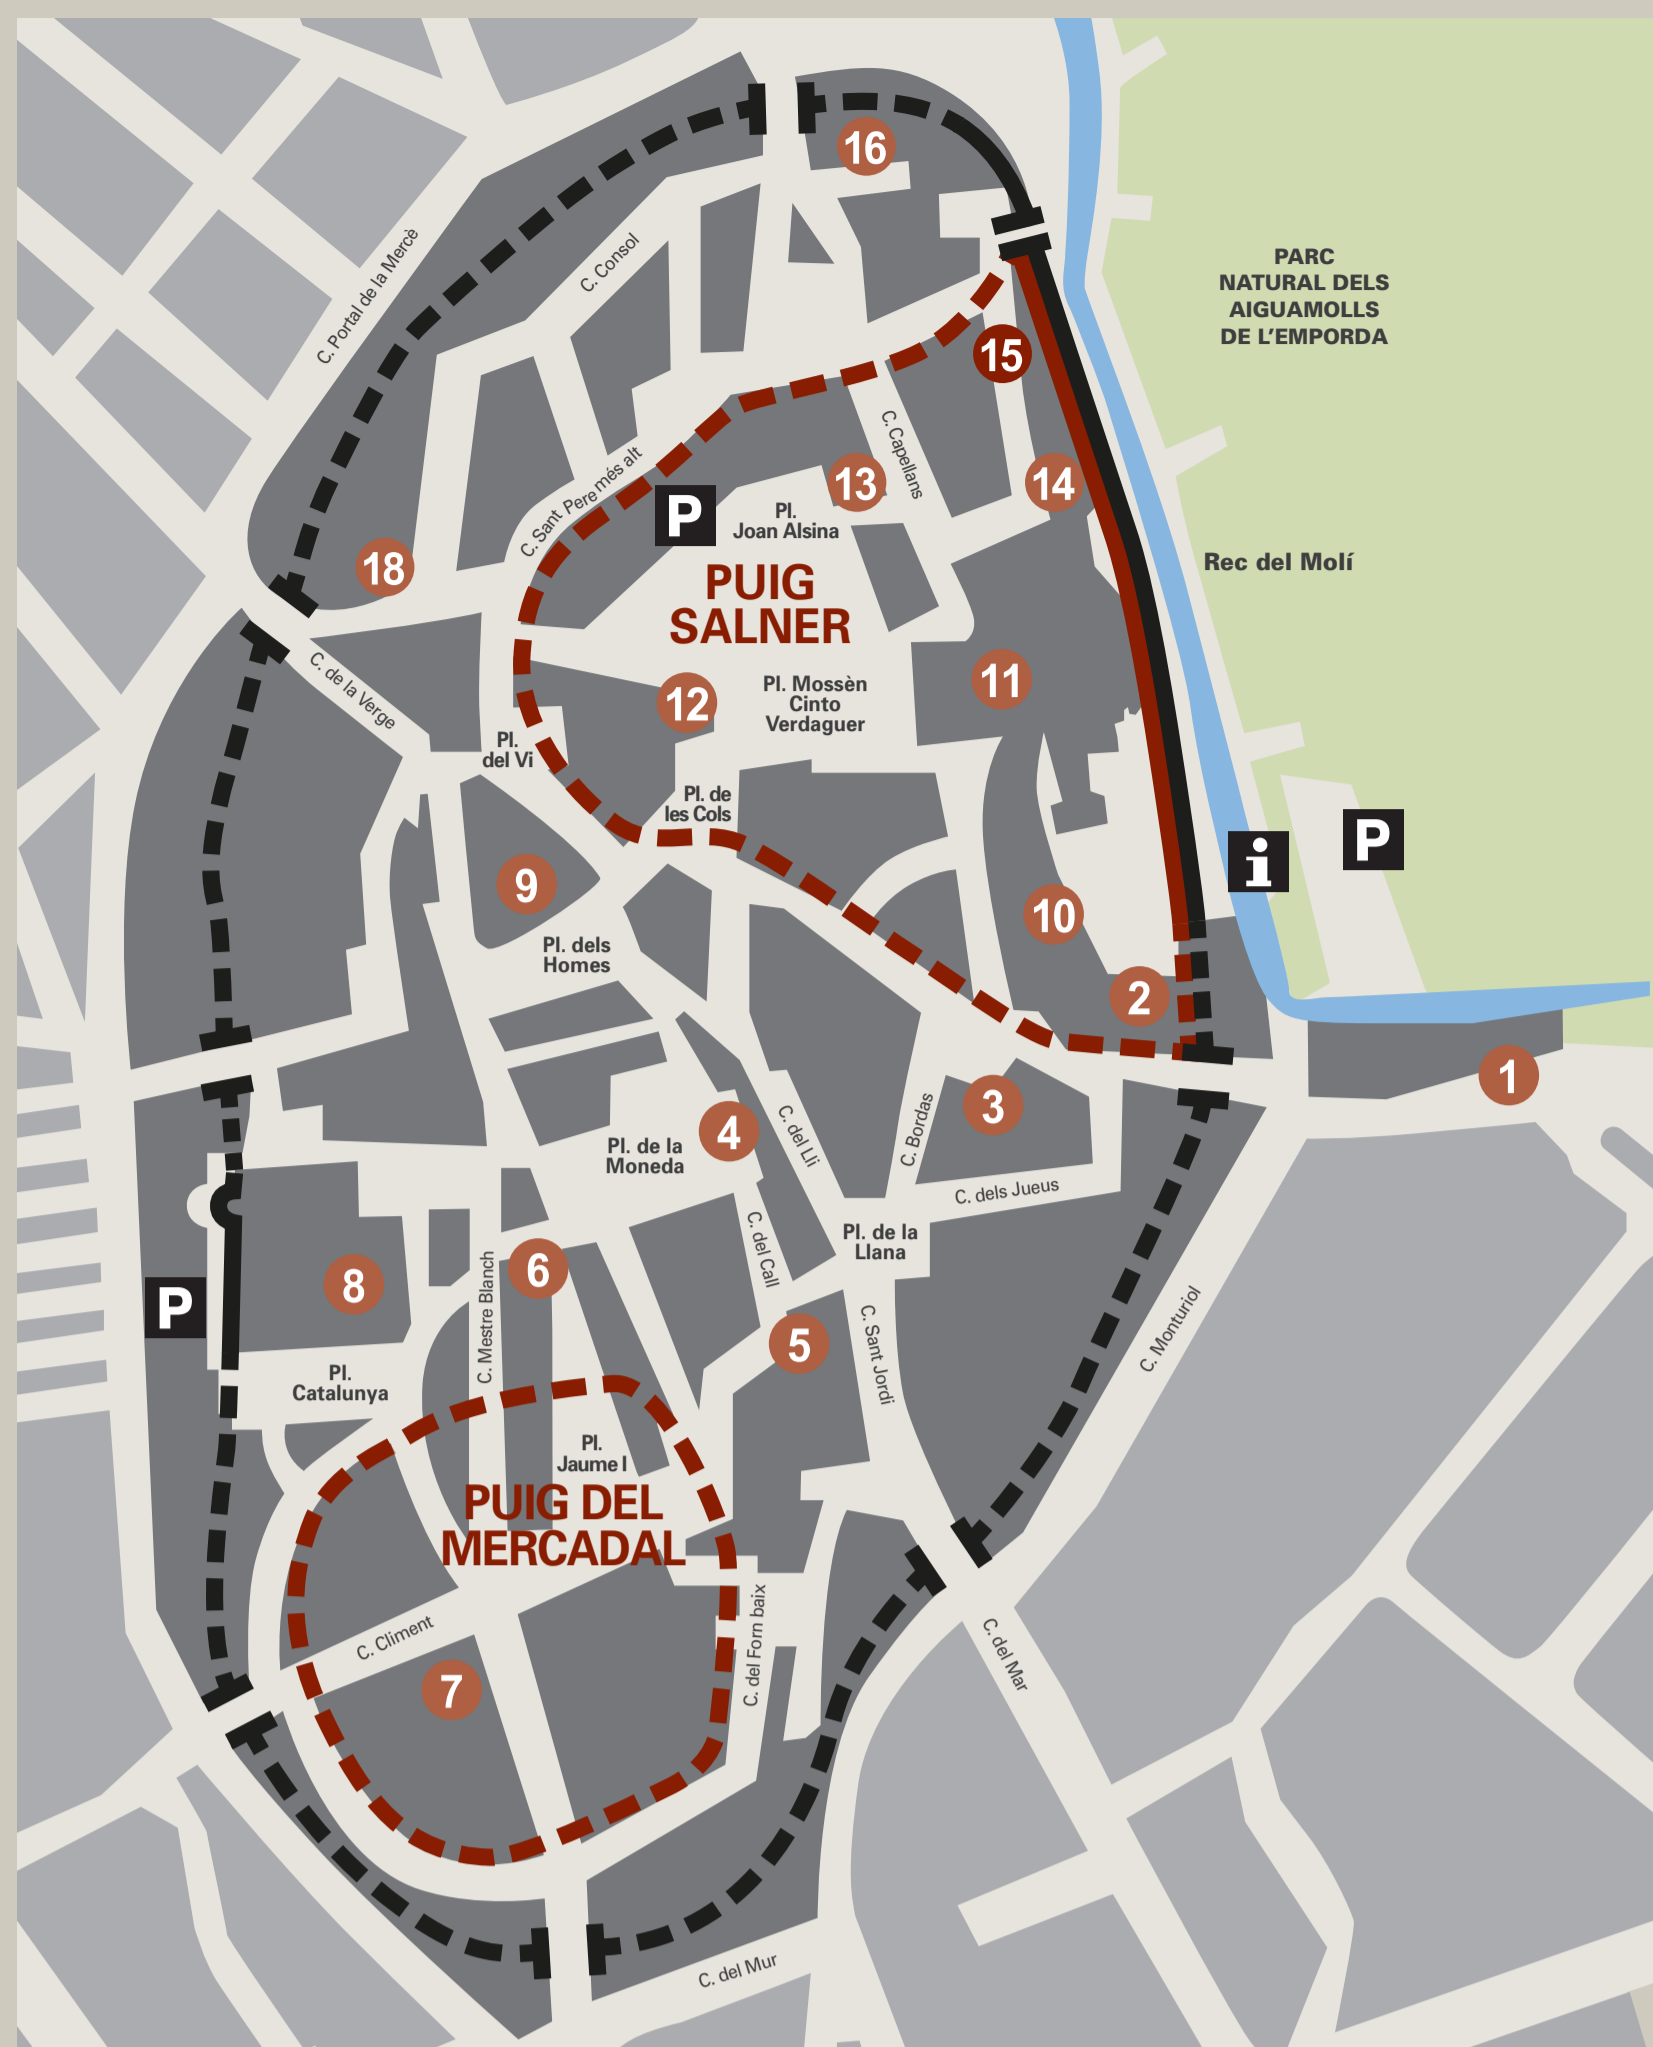 16
C. Portal de la Mercè
C. Consol
PARC
NATURAL DELS
AIGUAMOLLS
DE L'EMPORDA
15
C. Capellans
C. Sant Pere més alt
13
14
P
Pl.
Joan Alsina
18
PUIG
SALNER
Rec del Molí
C. de la Verge
12
11
Pl. Mossèn
Cinto
Verdaguer
Pl.
del Vi
Pl. de
les Cols
P
i
9
10
Pl. dels
Homes
2
1
3
4
C. del Lli
C. Bordas
Pl. de la
Moneda
C. dels Jueus
Pl. de la
Llana
C. del Call
6
8
P
C. Mestre Blanch
5
C. Sant Jordi
C. Monturiol
Pl.
Catalunya
Pl.
Jaume I
PUIG DEL
MERCADAL
C. Climent
C. del Forn baix
C. del Mar
7
C. del Mur